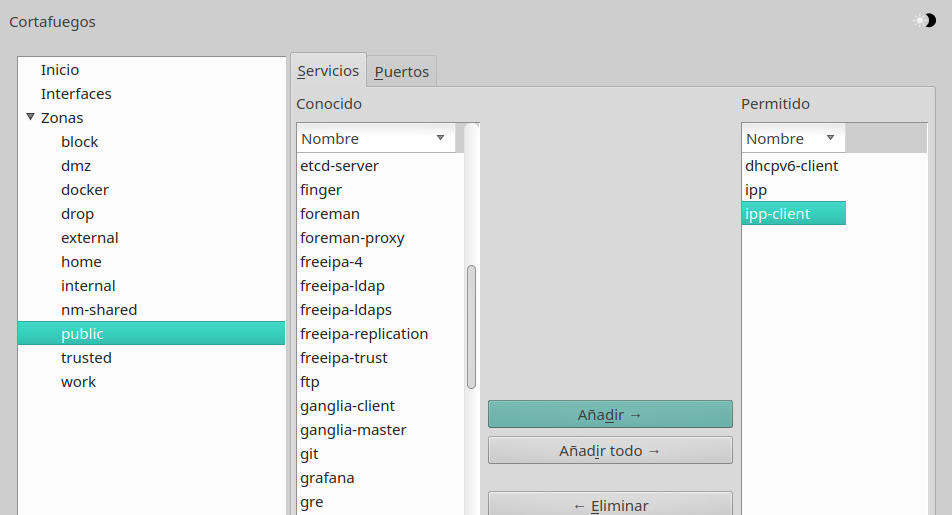 Cortafuegos
Inicio
Interfaces
Zonas
block
dmz
docker
drop
external
home
internal
nm-shared
public
trusted
work
Servicios
Puertos
Conocido
Nombre
etcd-server
finger
foreman
foreman-proxy
freeipa-4
freeipa-ldap
freeipa-ldaps
freeipa-replication
freeipa-trust
ftp
ganglia-client
ganglia-master
git
grafana
gre
Añadir →
Añadir todo →
← Eliminar
Permitido
Nombre
dhcpv6-client
ipp
ipp-client